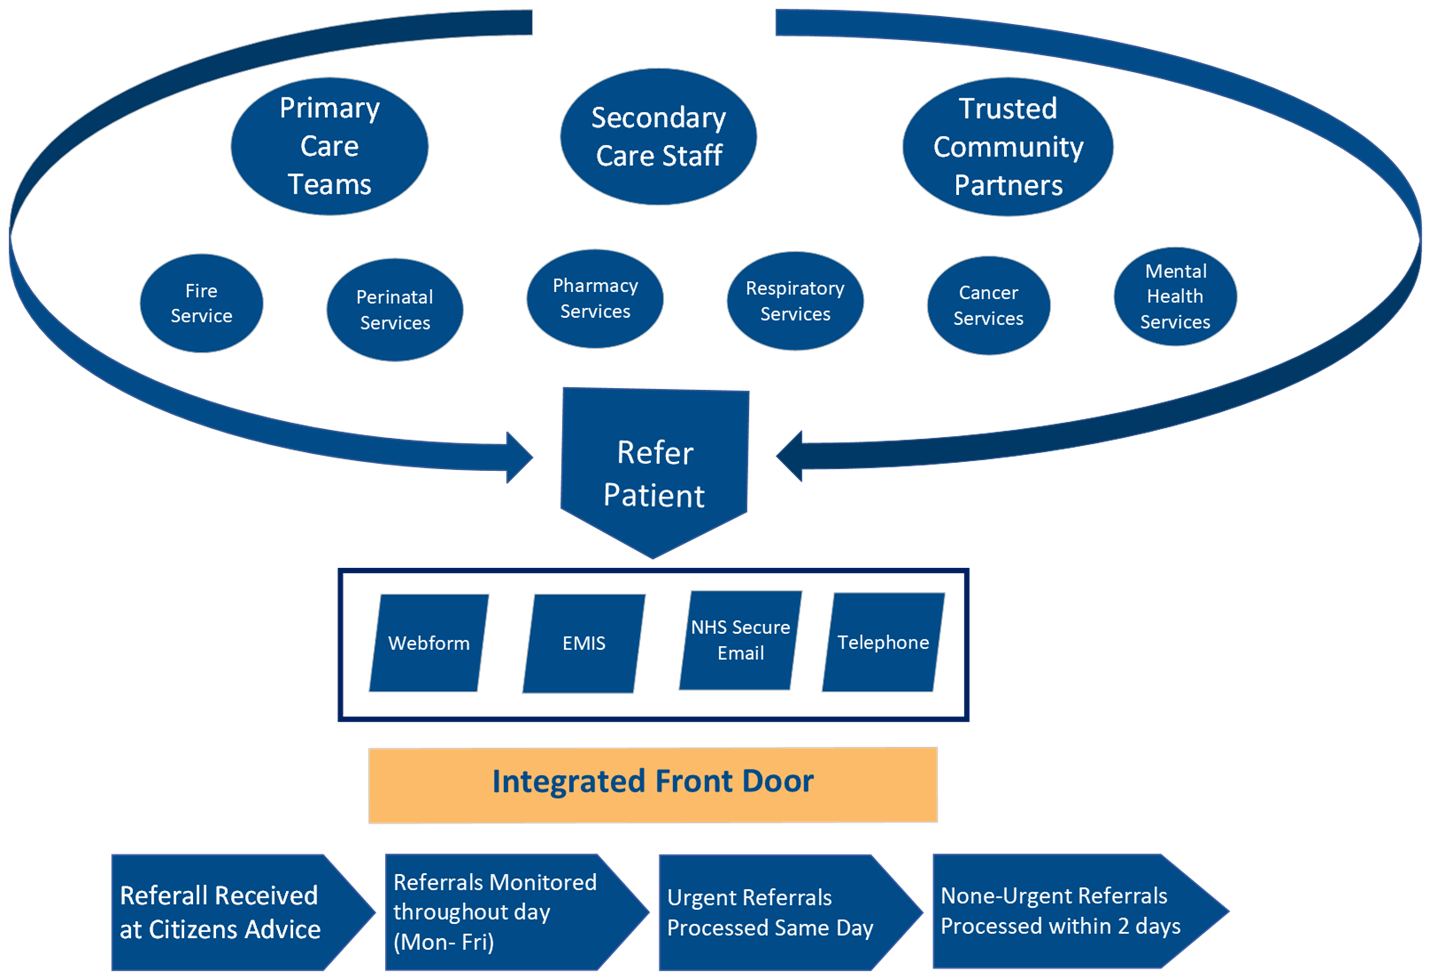 Primary
Care
Teams
Secondary
Care Staff
Trusted
Community
Partners
Fire
Service
Perinatal
Services
Pharmacy
Services
Respiratory
Services
Cancer
Services
Mental
Health
Services
Refer
Patient
Webform
EMIS
NHS Secure
Email
Telephone
Integrated Front Door
Referall Received
at Citizens Advice
Referrals Monitored
throughout day
(Mon- Fri)
Urgent Referrals
Processed Same Day
None-Urgent Referrals
Processed within 2 days